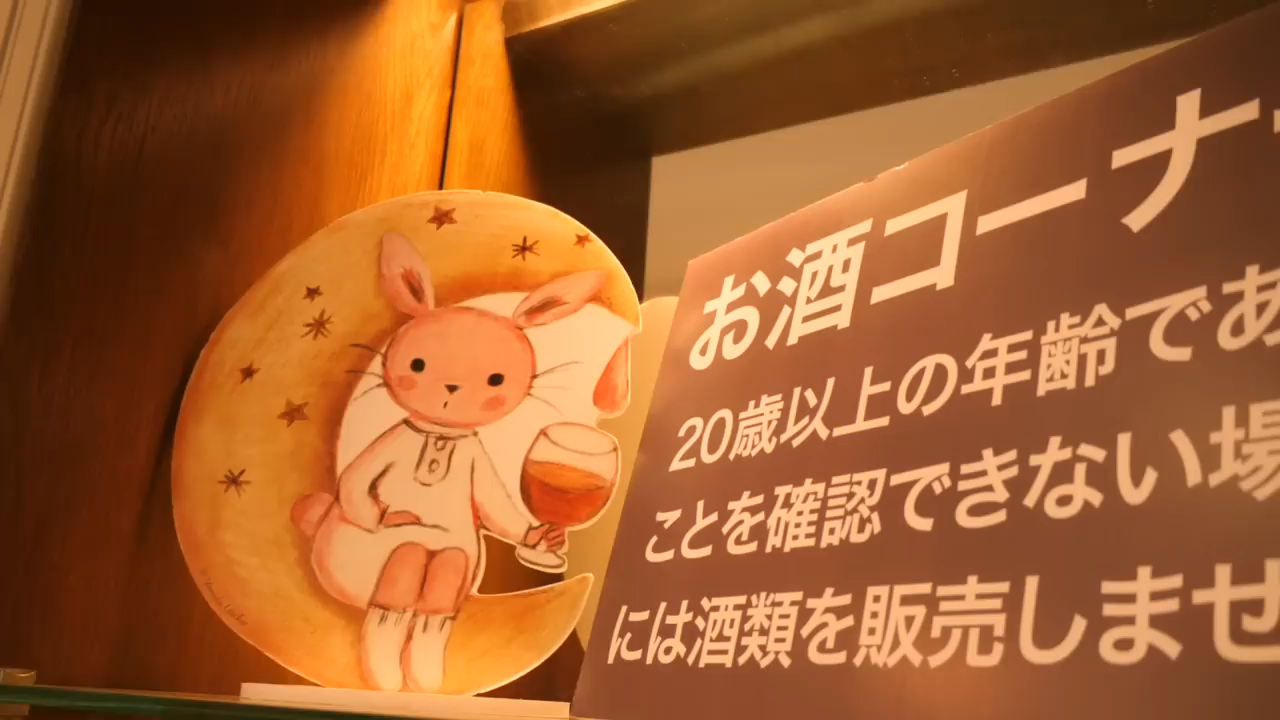 お酒コーナ
20歳以上の年齢であ
ことを確認できない場
には酒類を販売しませ